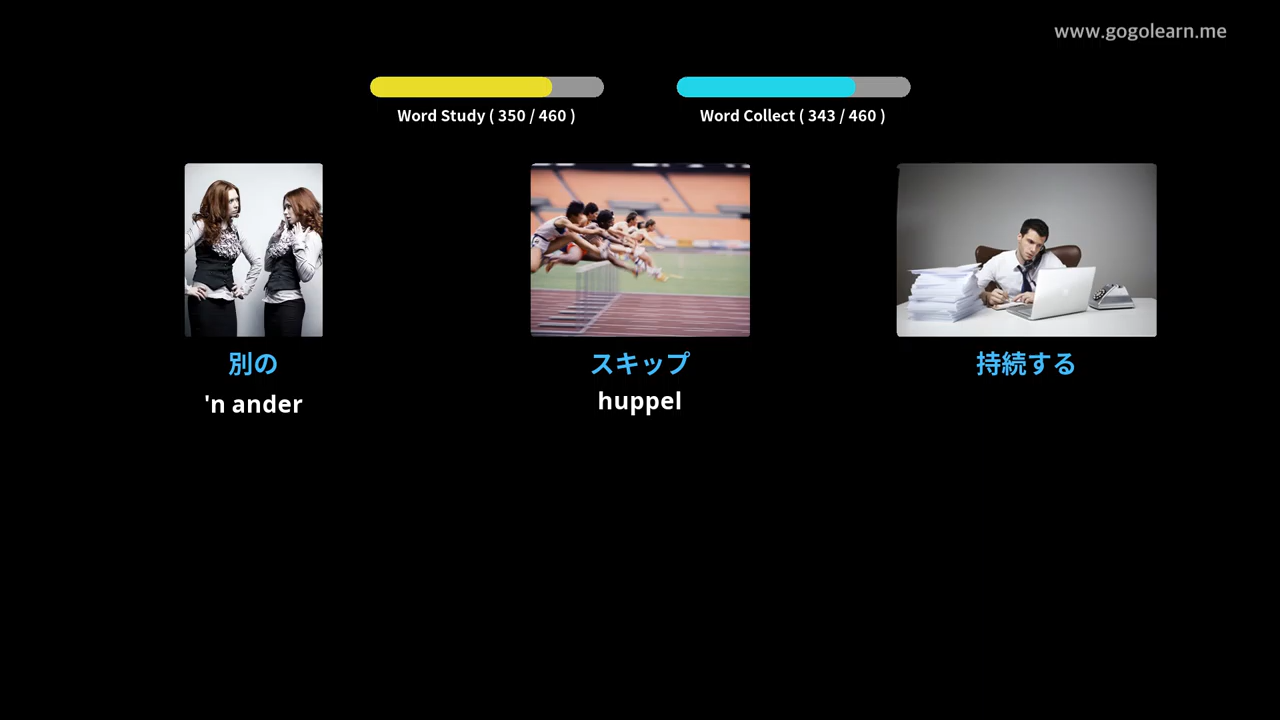 www.gogolearn.me
Word Study ( 350 / 460 )
Word Collect ( 343 / 460 )
別の
スキップ
持続する
'n ander
huppel